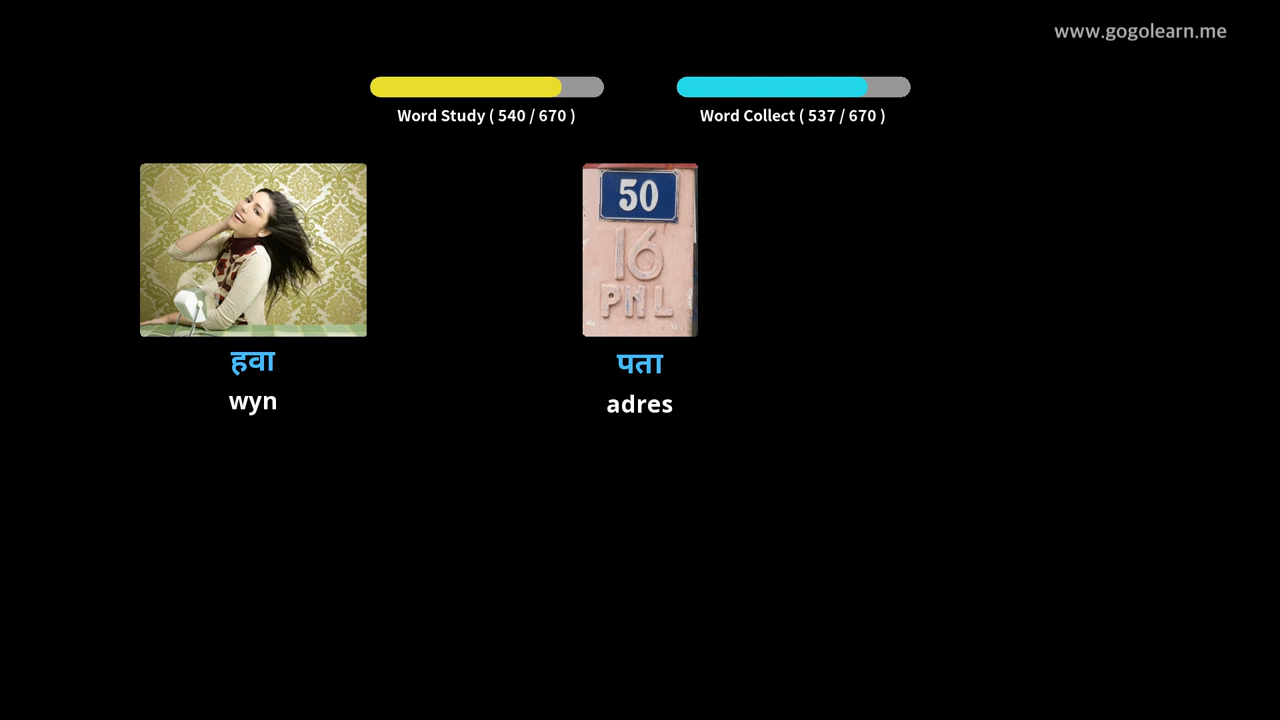 www.gogolearn.me
Word Study ( 540 / 670 )
Word Collect ( 537 / 670 )
50
16
PNL
हवा
पता
wyn
adres